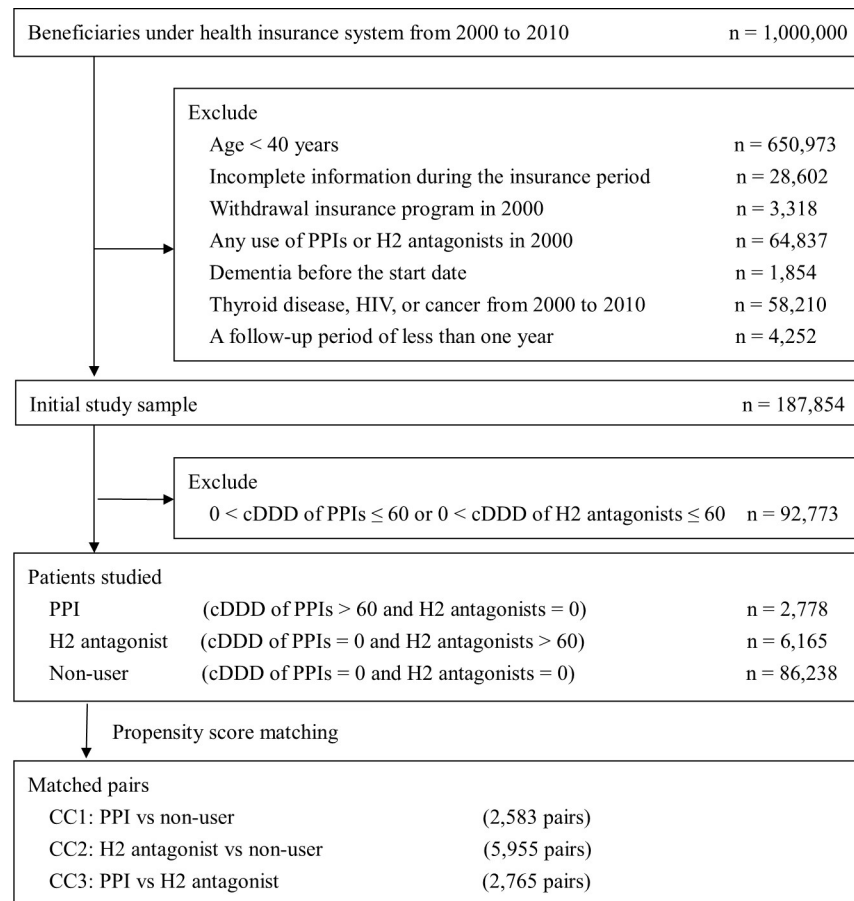 Beneficiaries under health insurance system from 2000 to 2010 n = 1,000,000
Exclude
Age < 40 years n = 650,973
Incomplete information during the insurance period n = 28,602
Withdrawal insurance program in 2000 n = 3,318
Any use of PPIs or H2 antagonists in 2000 n = 64,837
Dementia before the start date n = 1,854
Thyroid disease, HIV, or cancer from 2000 to 2010 n = 58,210
A follow-up period of less than one year n = 4,252
Initial study sample n = 187,854
Exclude
0 < cDDD of PPIs ≤ 60 or 0 < cDDD of H2 antagonists ≤ 60 n = 92,773
Patients studied
PPI (cDDD of PPIs > 60 and H2 antagonists = 0) n = 2,778
H2 antagonist (cDDD of PPIs = 0 and H2 antagonists > 60) n = 6,165
Non-user (cDDD of PPIs = 0 and H2 antagonists = 0) n = 86,238
Propensity score matching
Matched pairs
CC1: PPI vs non-user (2,583 pairs)
CC2: H2 antagonist vs non-user (5,955 pairs)
CC3: PPI vs H2 antagonist (2,765 pairs)